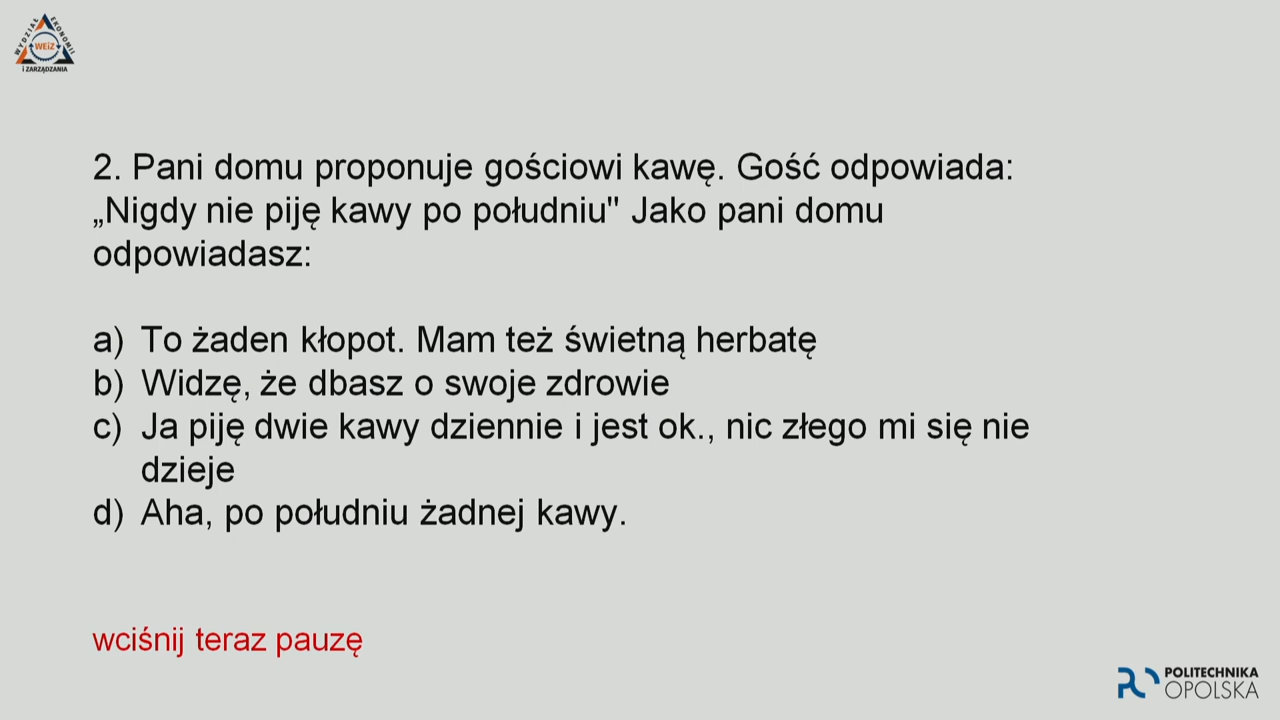 WYDZIAŁ EKONOMII
WEiZ
I ZARZĄDZANIA
2. Pani domu proponuje gościowi kawę. Gość odpowiada:
„Nigdy nie piję kawy po południu" Jako pani domu
odpowiadasz:
a) To żaden kłopot. Mam też świetną herbatę
b) Widzę, że dbasz o swoje zdrowie
c) Ja piję dwie kawy dziennie i jest ok., nic złego mi się nie
dzieje
d) Aha, po południu żadnej kawy.
wciśnij teraz pauzę
POLITECHNIKA
OPOLSKA